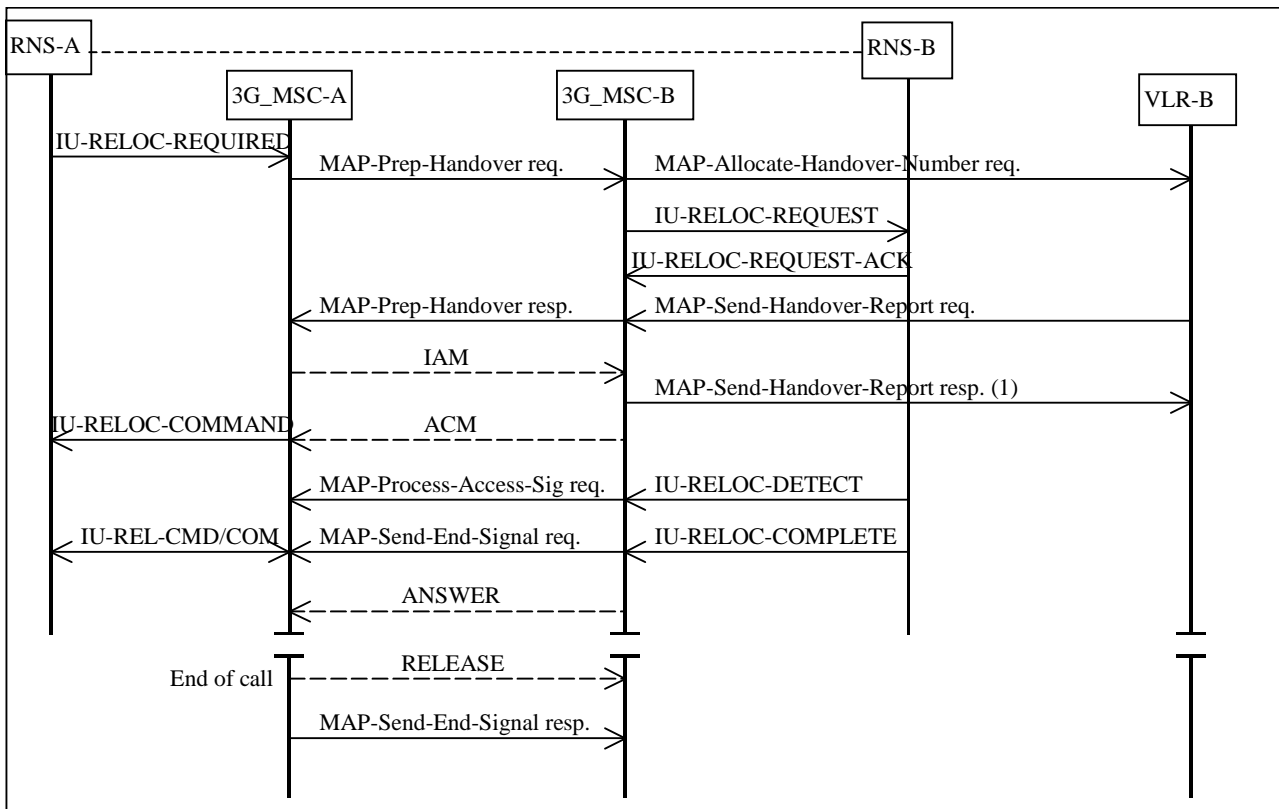 RNS-A
RNS-B
3G_MSC-A
3G_MSC-B
VLR-B
IU-RELOC-REQUIRED
MAP-Prep-Handover req.
MAP-Allocate-Handover-Number req.
IU-RELOC-REQUEST
IU-RELOC-REQUEST-ACK
MAP-Prep-Handover resp.
MAP-Send-Handover-Report req.
IAM
MAP-Send-Handover-Report resp. (1)
IU-RELOC-COMMAND
ACM
MAP-Process-Access-Sig req.
IU-RELOC-DETECT
IU-REL-CMD/COM
MAP-Send-End-Signal req.
IU-RELOC-COMPLETE
ANSWER
RELEASE
End of call
MAP-Send-End-Signal resp.